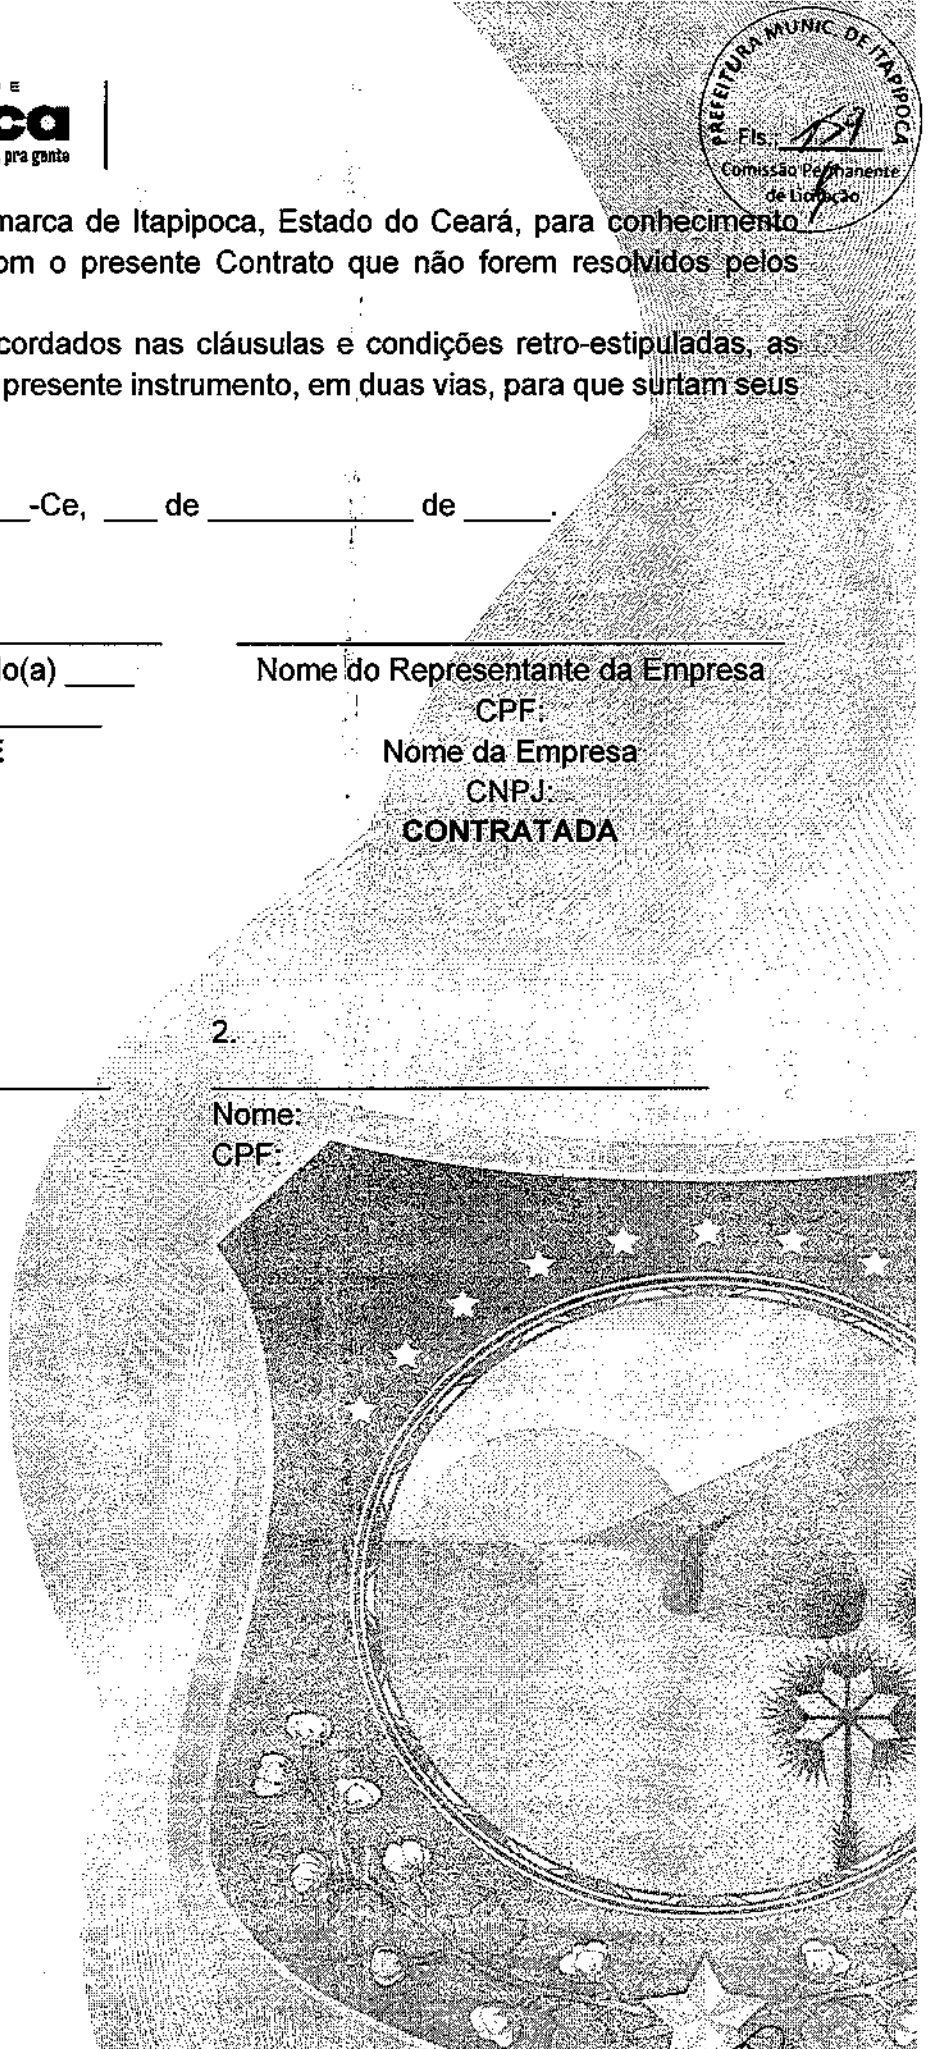 E
ca
pra gente
PREFEITURA MUNIC. DE ITAPIPOCA
Fls.:
Comissão Permanente
de Licitação
marca de Itapipoca, Estado do Ceará, para conhecimento
om o presente Contrato que não forem resolvidos pelos
cordados nas cláusulas e condições retro-estipuladas, as
presente instrumento, em duas vias, para que surtam seus
___-Ce, ___ de ____________ de _____.
do(a) ____
Nome do Representante da Empresa
CPF:
E
Nome da Empresa
CNPJ:
CONTRATADA
2.
Nome:
CPF: